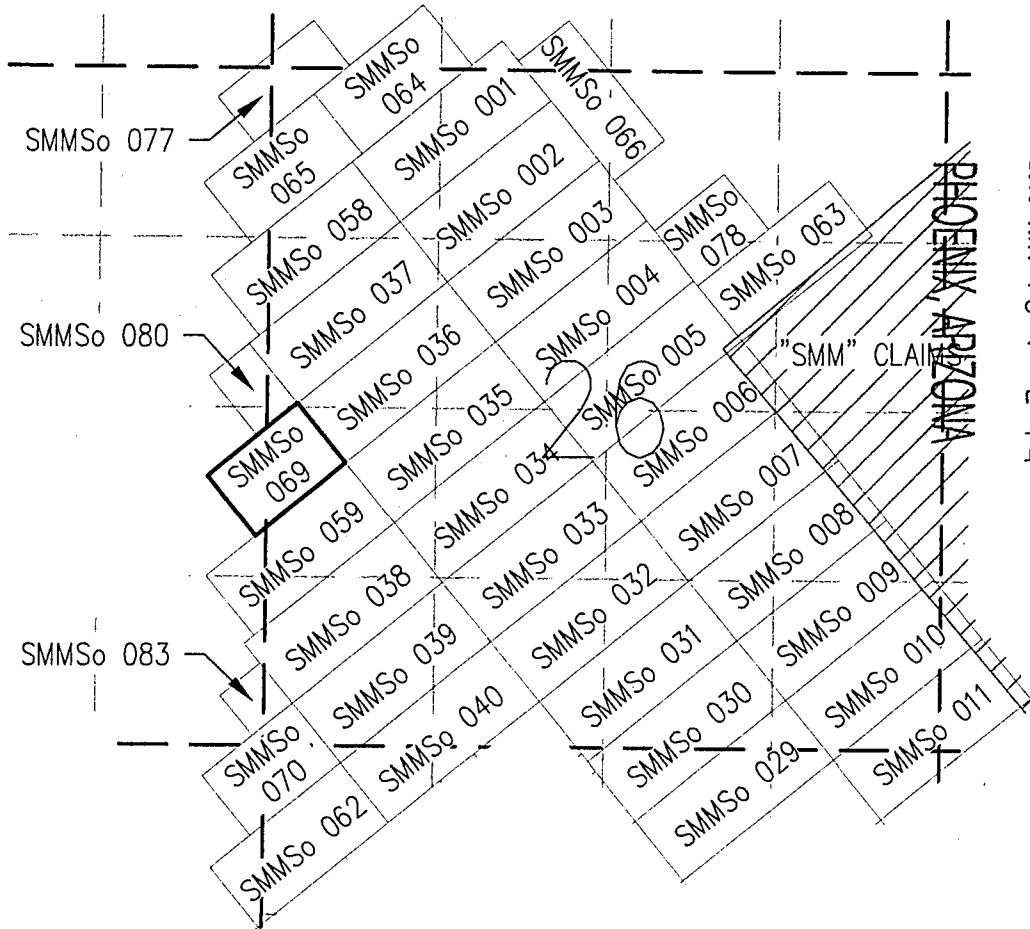 SMMSo 077
SMMSo
064
SMMSo 001
SMMSo 066
SMMSo
065
SMMSo 002
SMMSo 058
SMMSo 003
SMMSo
078
SMMSo 063
SMMSo 037
SMMSo 004
SMMSo 080
SMMSo 036
SMMSo 005
"SMM" CLAIMS
PHOENIX, ARIZONA
26
SMMSo
069
SMMSo 035
SMMSo 006
SMMSo 059
SMMSo 034
SMMSo 007
SMMSo 038
SMMSo 033
SMMSo 008
SMMSo 083
SMMSo 039
SMMSo 032
SMMSo 009
SMMSo
070
SMMSo 040
SMMSo 031
SMMSo 010
SMMSo 062
SMMSo 030
SMMSo 011
SMMSo 029